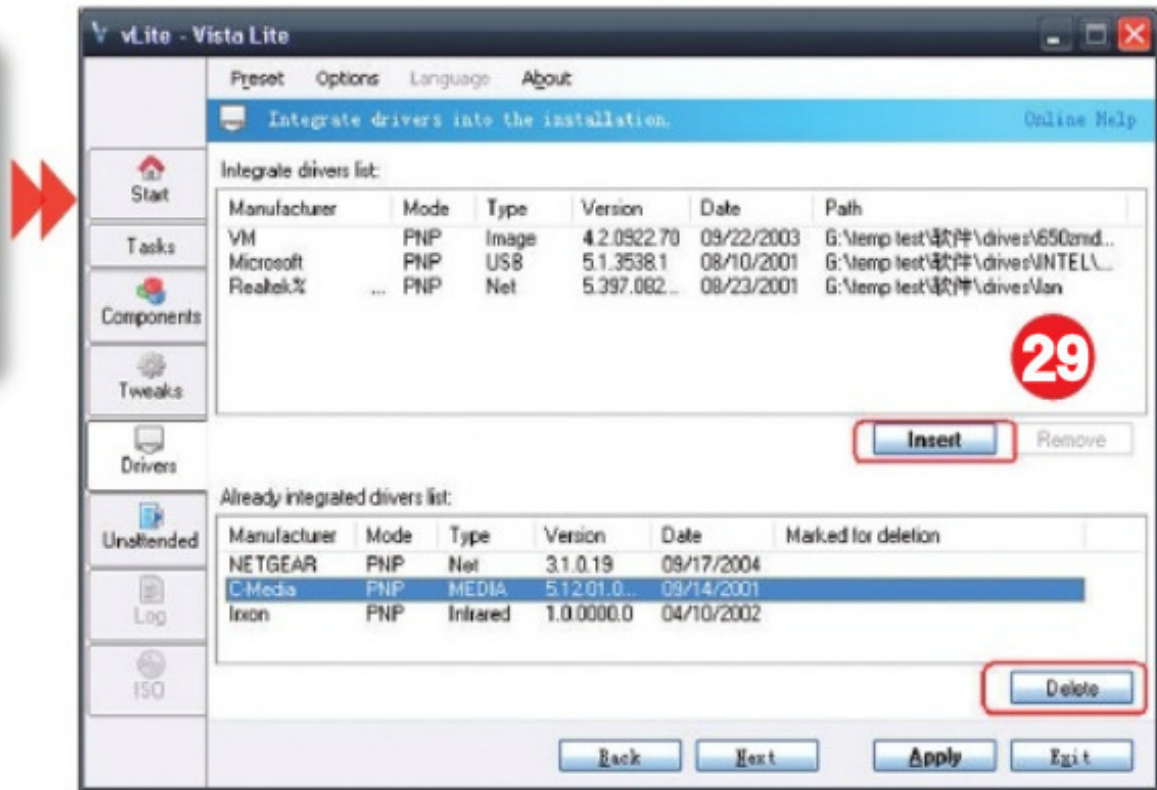 vLite - Vista Lite
Preset Options Language About
Integrate drivers into the installation. Online Help
Start
Tasks
Components
Tweaks
Drivers
Unattended
Log
ISO
Integrate drivers list:
Manufacturer Mode Type Version Date Path
VM PNP Image 4.2.0922.70 09/22/2003 G:\temp test\软件\drives\650zmd...
Microsoft PNP USB 5.1.3538.1 08/10/2001 G:\temp test\软件\drives\INTEL\...
Realtek% ... PNP Net 5.397.082... 08/23/2001 G:\temp test\软件\drives\lan
29
Insert Remove
Already integrated drivers list:
Manufacturer Mode Type Version Date Marked for deletion
NETGEAR PNP Net 3.1.0.19 09/17/2004
C-Media PNP MEDIA 5.12.01.0... 09/14/2001
Irxon PNP Infrared 1.0.0000.0 04/10/2002
Delete
Back Next Apply Exit